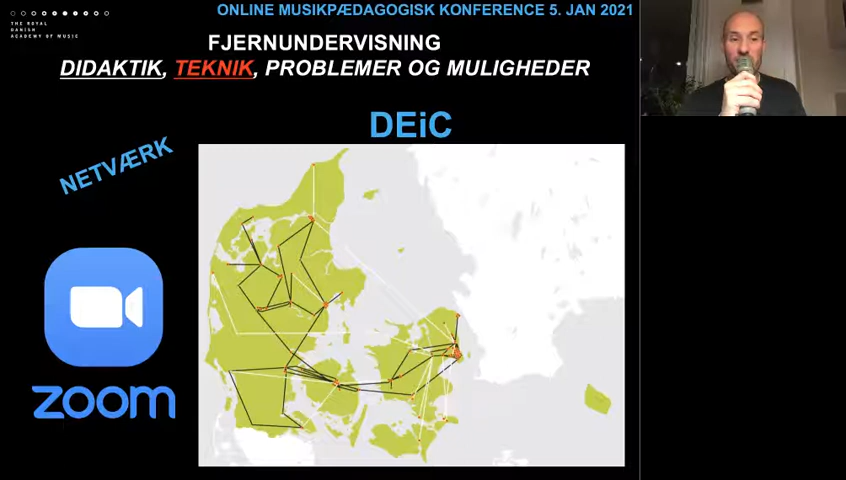 ONLINE MUSIKPÆDAGOGISK KONFERENCE 5. JAN 2021
THE ROYAL
DANISH
ACADEMY OF MUSIC
FJERNUNDERVISNING
DIDAKTIK, TEKNIK, PROBLEMER OG MULIGHEDER
DEiC
NETVÆRK
zoom